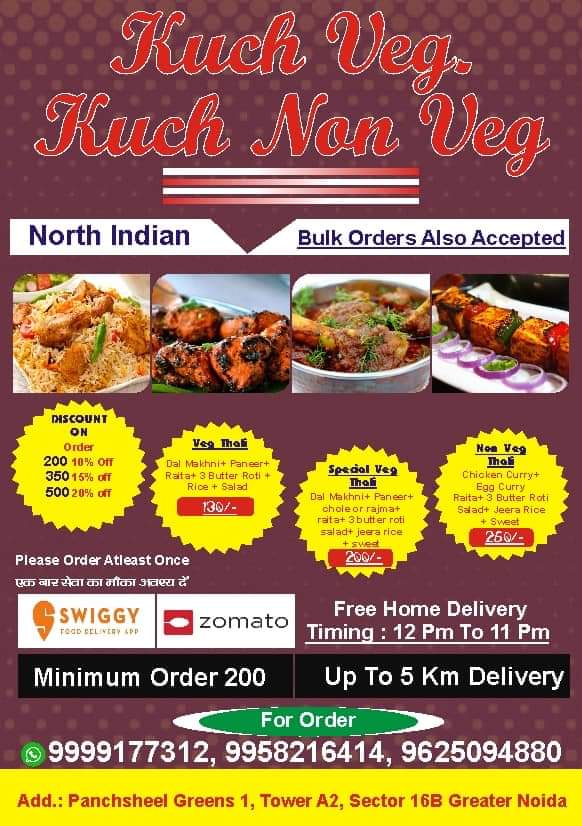 Kuch Veg.
Kuch Non Veg
North Indian
Bulk Orders Also Accepted
DISCOUNT
ON
Order
200 10% Off
350 15% off
500 20% off
Veg Thali
Dal Makhni+ Paneer+
Raita+ 3 Butter Roti +
Rice + Salad
130/-
Special Veg
Thali
Dal Makhani+ Paneer+
chole or rajma+
raita+ 3 butter roti
salad+ jeera rice
+ sweet
200/-
Non Veg
Thali
Chicken Curry+
Egg Curry
Raita+ 3 Butter Roti
Salad+ Jeera Rice
+ Sweet
250/-
Please Order Atleast Once
एक बार सेवा का मौका अवश्य दें
SWIGGY
FOOD DELIVERY APP
zomato
Free Home Delivery
Timing : 12 Pm To 11 Pm
Minimum Order 200
Up To 5 Km Delivery
For Order
9999177312, 9958216414, 9625094880
Add.: Panchsheel Greens 1, Tower A2, Sector 16B Greater Noida